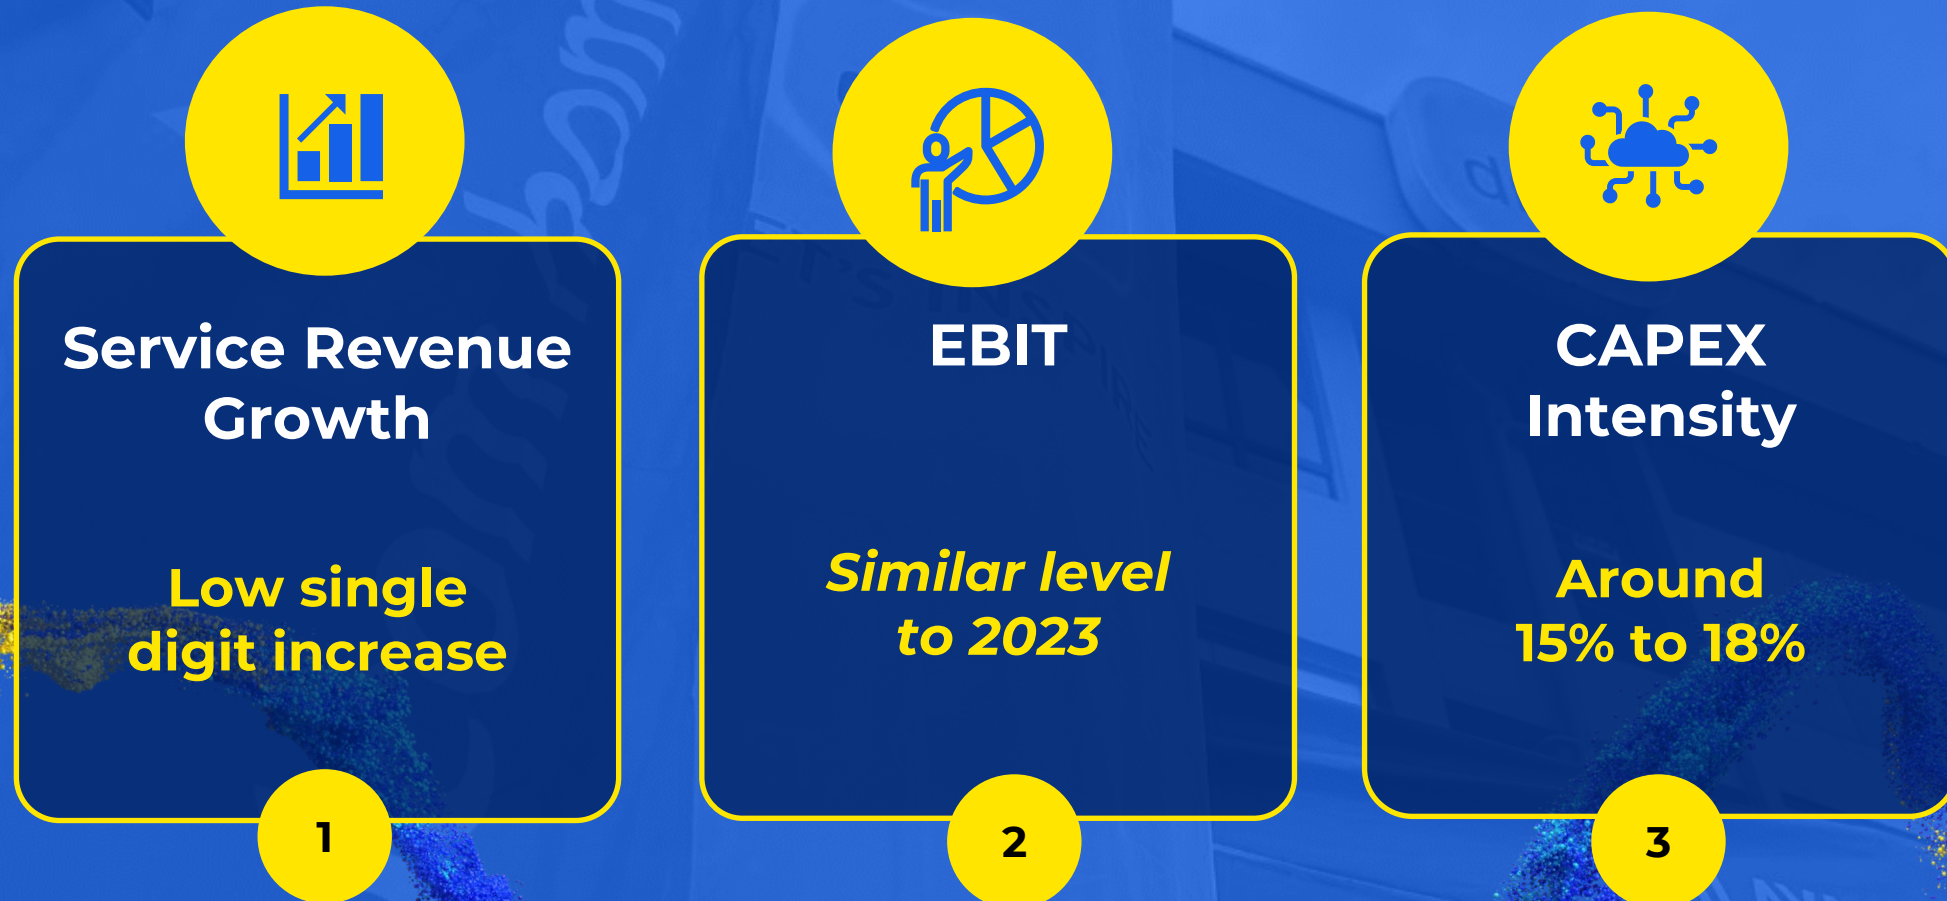 Service Revenue
Growth
Low single
digit increase
1
EBIT
Similar level
to 2023
2
CAPEX
Intensity
Around
15% to 18%
3